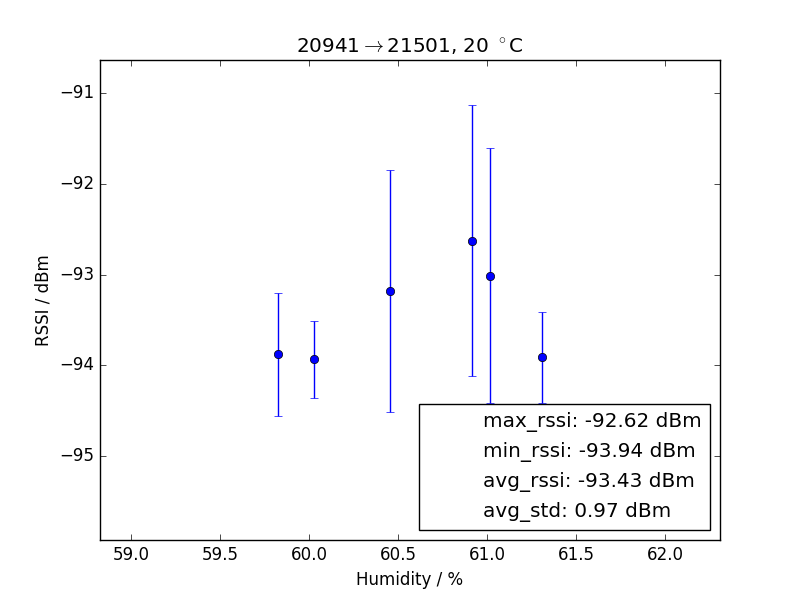 20941→21501, 20 °C
−91
−92
−93
−94
−95
RSSI / dBm
max_rssi: -92.62 dBm
min_rssi: -93.94 dBm
avg_rssi: -93.43 dBm
avg_std: 0.97 dBm
59.0 59.5 60.0 60.5 61.0 61.5 62.0
Humidity / %